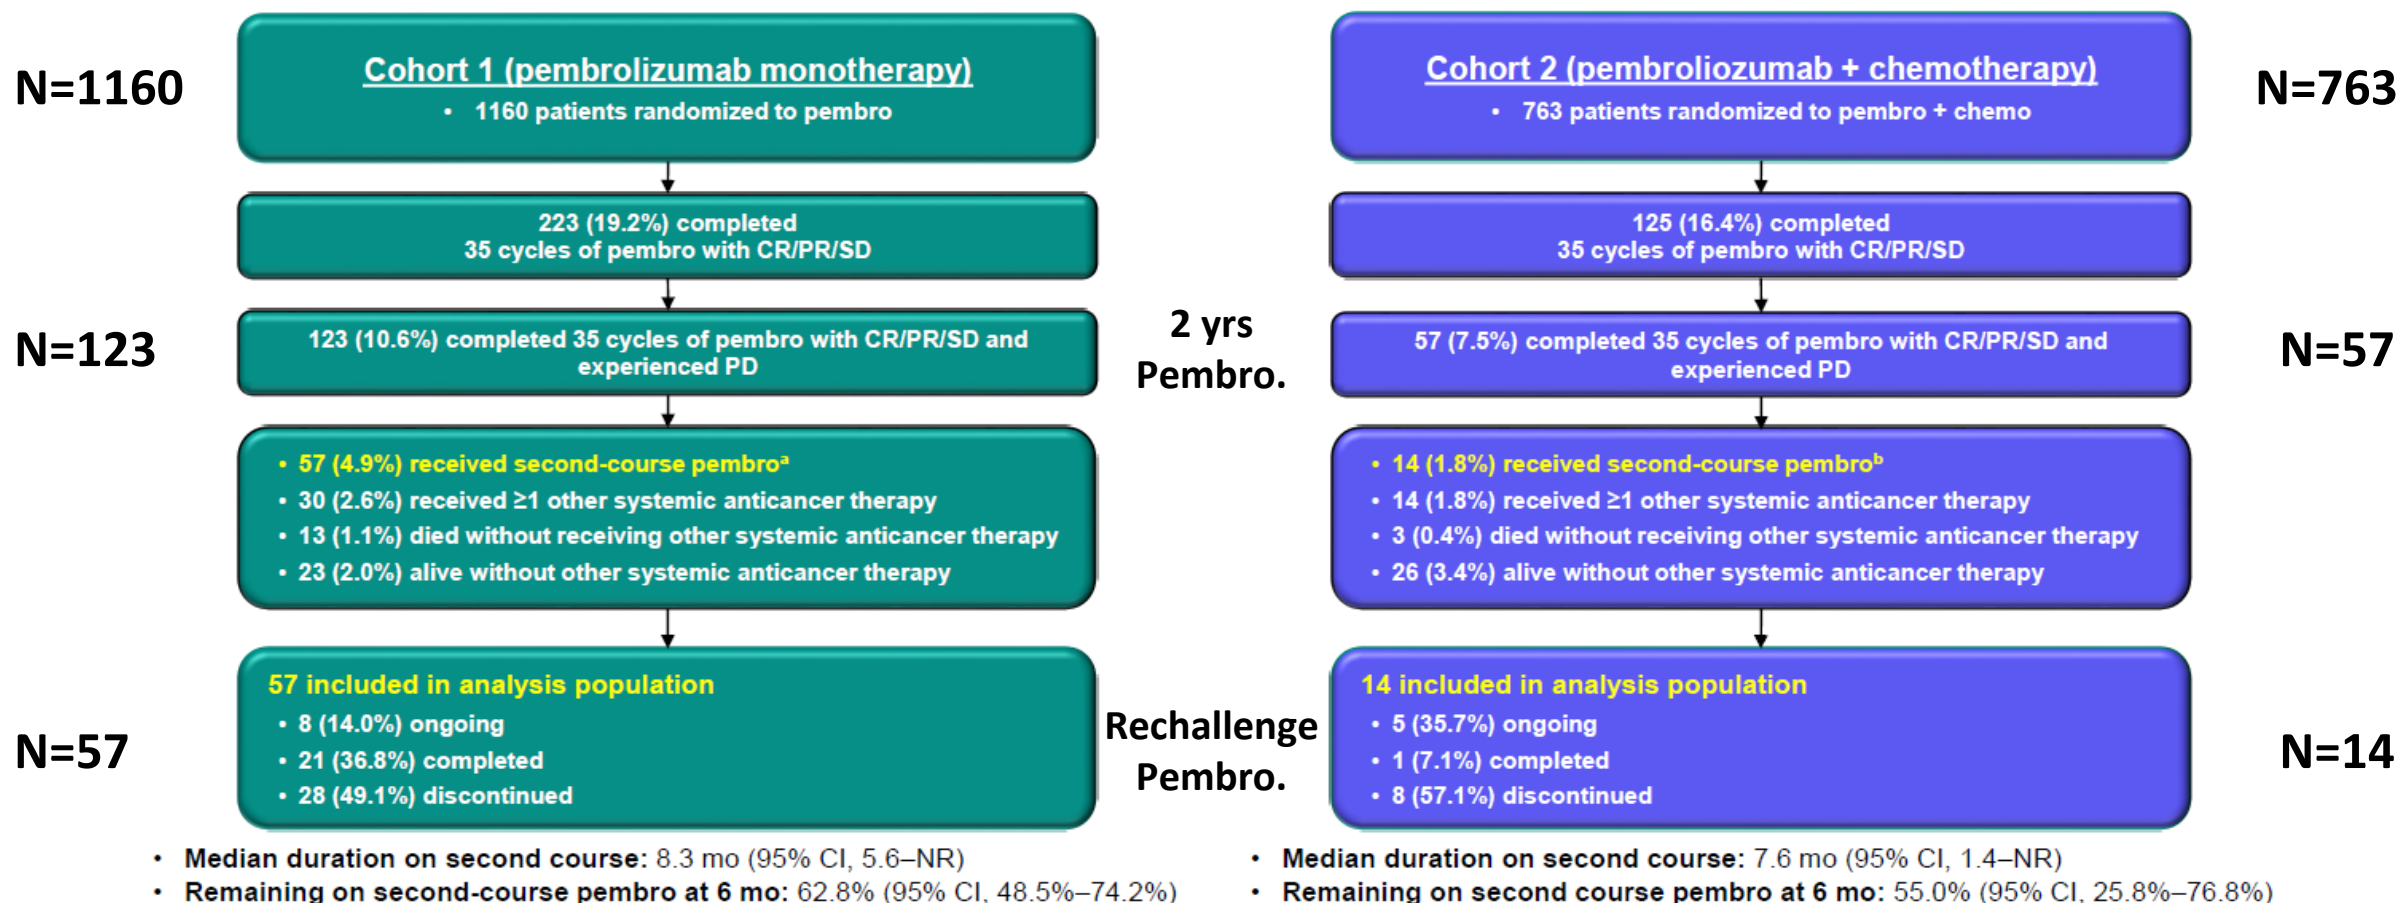 N=1160
Cohort 1 (pembrolizumab monotherapy)
• 1160 patients randomized to pembro
223 (19.2%) completed
35 cycles of pembro with CR/PR/SD
N=123
123 (10.6%) completed 35 cycles of pembro with CR/PR/SD and
experienced PD
• 57 (4.9%) received second-course pembroᵃ
• 30 (2.6%) received ≥1 other systemic anticancer therapy
• 13 (1.1%) died without receiving other systemic anticancer therapy
• 23 (2.0%) alive without other systemic anticancer therapy
N=57
57 included in analysis population
• 8 (14.0%) ongoing
• 21 (36.8%) completed
• 28 (49.1%) discontinued
• Median duration on second course: 8.3 mo (95% CI, 5.6–NR)
• Remaining on second-course pembro at 6 mo: 62.8% (95% CI, 48.5%–74.2%)
2 yrs
Pembro.
Rechallenge
Pembro.
Cohort 2 (pembroliozumab + chemotherapy)
• 763 patients randomized to pembro + chemo
N=763
125 (16.4%) completed
35 cycles of pembro with CR/PR/SD
57 (7.5%) completed 35 cycles of pembro with CR/PR/SD and
experienced PD
N=57
• 14 (1.8%) received second-course pembroᵇ
• 14 (1.8%) received ≥1 other systemic anticancer therapy
• 3 (0.4%) died without receiving other systemic anticancer therapy
• 26 (3.4%) alive without other systemic anticancer therapy
14 included in analysis population
• 5 (35.7%) ongoing
• 1 (7.1%) completed
• 8 (57.1%) discontinued
N=14
• Median duration on second course: 7.6 mo (95% CI, 1.4–NR)
• Remaining on second course pembro at 6 mo: 55.0% (95% CI, 25.8%–76.8%)